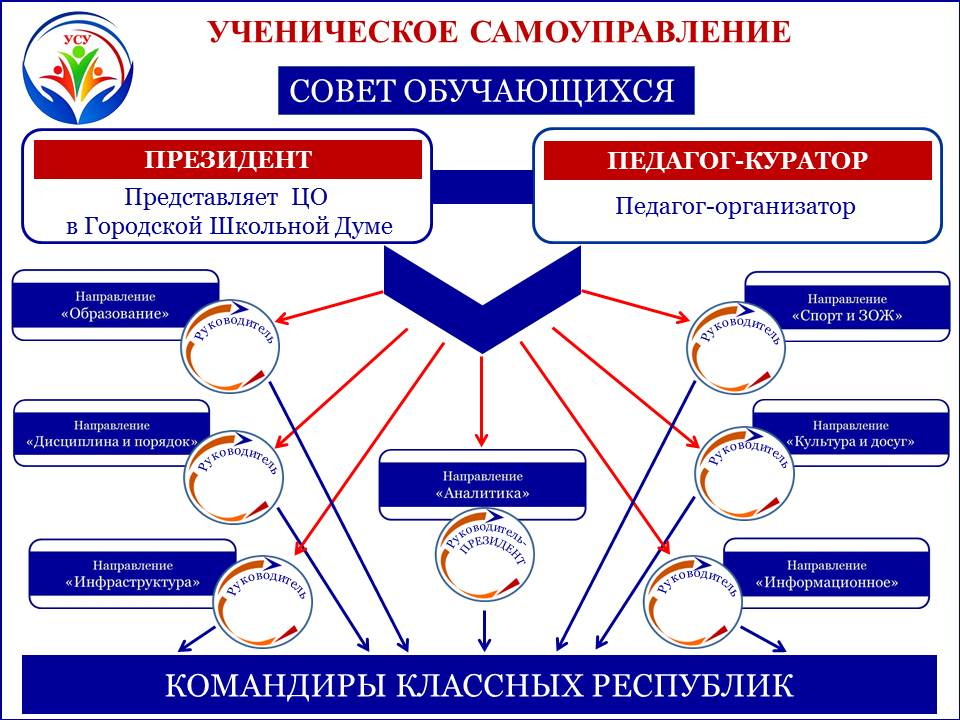 УСУ
УЧЕНИЧЕСКОЕ САМОУПРАВЛЕНИЕ
СОВЕТ ОБУЧАЮЩИХСЯ
ПРЕЗИДЕНТ
Представляет ЦО
в Городской Школьной Думе
ПЕДАГОГ-КУРАТОР
Педагог-организатор
Направление
«Образование»
Руководитель
Направление
«Спорт и ЗОЖ»
Руководитель
Направление
«Дисциплина и порядок»
Руководитель
Направление
«Культура и досуг»
Руководитель
Направление
«Аналитика»
Руководитель-
ПРЕЗИДЕНТ
Направление
«Инфраструктура»
Руководитель
Направление
«Информационное»
Руководитель
КОМАНДИРЫ КЛАССНЫХ РЕСПУБЛИК